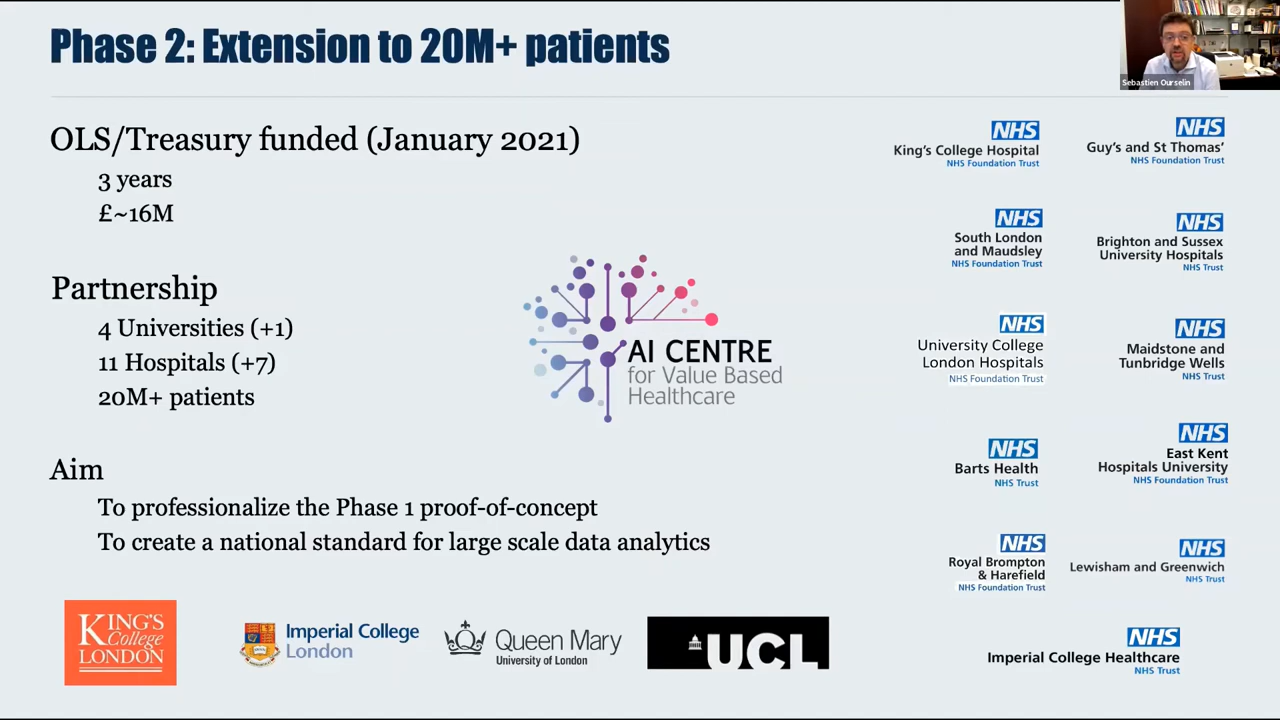 Phase 2: Extension to 20M+ patients
Sebastien Ourselin
OLS/Treasury funded (January 2021)
3 years
£~16M
Partnership
4 Universities (+1)
11 Hospitals (+7)
20M+ patients
Aim
To professionalize the Phase 1 proof-of-concept
To create a national standard for large scale data analytics
AI CENTRE
for Value Based
Healthcare
NHS
King's College Hospital
NHS Foundation Trust
NHS
Guy's and St Thomas'
NHS Foundation Trust
NHS
South London
and Maudsley
NHS Foundation Trust
NHS
Brighton and Sussex
University Hospitals
NHS Trust
NHS
University College
London Hospitals
NHS Foundation Trust
NHS
Maidstone and
Tunbridge Wells
NHS Trust
NHS
Barts Health
NHS Trust
NHS
East Kent
Hospitals University
NHS Foundation Trust
NHS
Royal Brompton
& Harefield
NHS Foundation Trust
NHS
Lewisham and Greenwich
NHS Trust
NHS
Imperial College Healthcare
NHS Trust
KING'S
College
LONDON
Imperial College
London
Queen Mary
University of London
UCL